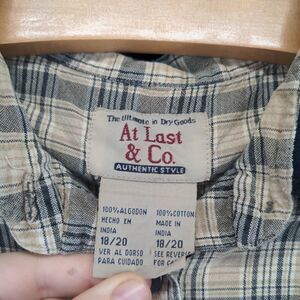 The Ultimate in Dry Goods
At Last
& Co.
AUTHENTIC STYLE
100% ALGODON
HECHO EN
INDIA
18/20
VER AL DORSO
PARA CUIDADO
100% COTTON
MADE IN
INDIA
18/20
SEE REVERSE
FOR